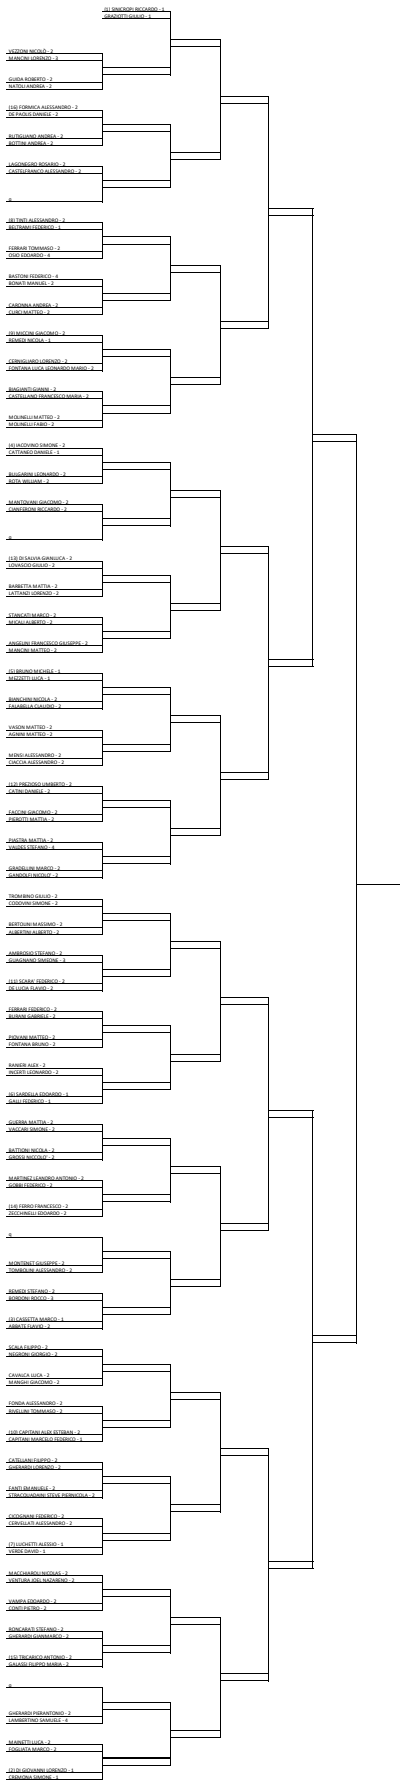 (1) SINICROPI RICCARDO - 1
GRAZIOTTI GIULIO - 1
VEZZONI NICOLÒ - 2
MANCINI LORENZO - 3
GUIDA ROBERTO - 2
NATOLI ANDREA - 2
(16) FORMICA ALESSANDRO - 2
DE PAOLIS DANIELE - 2
RUTIGLIANO ANDREA - 2
BOTTINI ANDREA - 2
LAGONEGRO ROSARIO - 2
CASTELFRANCO ALESSANDRO - 2
q
(8) TINTI ALESSANDRO - 2
BELTRAMI FEDERICO - 1
FERRARI TOMMASO - 2
OSIO EDOARDO - 4
BASTONI FEDERICO - 4
BONATI MANUEL - 2
CARONNA ANDREA - 2
CURCI MATTEO - 2
(9) MICCINI GIACOMO - 2
REMEDI NICOLA - 1
CERNIGLIARO LORENZO - 2
FONTANA LUCA LEONARDO MARIO - 2
BIAGIANTI GIANNI - 2
CASTELLANO FRANCESCO MARIA - 2
MOLINELLI MATTEO - 2
MOLINELLI FABIO - 2
(4) IACOVINO SIMONE - 2
CATTANEO DANIELE - 1
BULGARINI LEONARDO - 2
ROTA WILLIAM - 2
MANTOVANI GIACOMO - 2
CIANFERONI RICCARDO - 2
q
(13) DI SALVIA GIANLUCA - 2
LOVASCIO GIULIO - 2
BARBETTA MATTIA - 2
LATTANZI LORENZO - 2
STANCATI MARCO - 2
MICALI ALBERTO - 2
ANGELINI FRANCESCO GIUSEPPE - 2
MANCINI MATTEO - 2
(5) BRUNO MICHELE - 1
MEZZETTI LUCA - 1
BIANCHINI NICOLA - 2
FALABELLA CLAUDIO - 2
VASON MATTEO - 2
AGNINI MATTEO - 2
MENSI ALESSANDRO - 2
CIACCIA ALESSANDRO - 2
(12) PREZIOSO UMBERTO - 2
CATINI DANIELE - 2
FACCINI GIACOMO - 2
PIEROTTI MATTIA - 2
PIASTRA MATTIA - 2
VALDES STEFANO - 4
GRADELLINI MARCO - 2
GANDOLFI NICOLO' - 2
TROMBINO GIULIO - 2
CODOVINI SIMONE - 2
BERTOLINI MASSIMO - 2
ALBERTINI ALBERTO - 2
AMBROSIO STEFANO - 2
GUAGNANO SIMEONE - 3
(11) SCARA' FEDERICO - 2
DE LUCIA FLAVIO - 2
FERRARI FEDERICO - 2
BURANI GABRIELE - 2
PIOVANI MATTEO - 2
FONTANA BRUNO - 2
RANIERI ALEX - 2
INCERTI LEONARDO - 2
(6) SARDELLA EDOARDO - 1
GALLI FEDERICO - 1
GUERRA MATTIA - 2
VACCARI SIMONE - 2
BATTIONI NICOLA - 2
GROSSI NICCOLO' - 2
MARTINEZ LEANDRO ANTONIO - 2
GOBBI FEDERICO - 2
(14) FERRO FRANCESCO - 2
ZECCHINELLI EDOARDO - 2
q
MONTENET GIUSEPPE - 2
TOMBOLINI ALESSANDRO - 2
REMEDI STEFANO - 2
BORDONI ROCCO - 3
(3) CASSETTA MARCO - 1
ABBATE FLAVIO - 2
SCALA FILIPPO - 2
NEGRONI GIORGIO - 2
CAVALCA LUCA - 2
MANGHI GIACOMO - 2
FONDA ALESSANDRO - 2
RIVELLINI TOMMASO - 2
(10) CAPITANI ALEX ESTEBAN - 2
CAPITANI MARCELO FEDERICO - 1
CATELLANI FILIPPO - 2
GHERARDI LORENZO - 2
FANTI EMANUELE - 2
STRACQUADAINI STEVE PIERNICOLA - 2
CICOGNANI FEDERICO - 2
CERVELLATI ALESSANDRO - 2
(7) LUCHETTI ALESSIO - 1
VERDE DAVID - 1
MACCHIAROLI NICOLAS - 2
VENTURA JOEL NAZARENO - 2
VAMPA EDOARDO - 2
CONTI PIETRO - 2
RONCARATI STEFANO - 2
GHERARDI GIANMARCO - 2
(15) TRICARICO ANTONIO - 2
GALASSI FILIPPO MARIA - 2
q
GHERARDI PIERANTONIO - 2
LAMBERTINO SAMUELE - 4
MAINETTI LUCA - 2
FOGLIATA MARCO - 2
(2) DI GIOVANNI LORENZO - 1
CREMONA SIMONE - 1